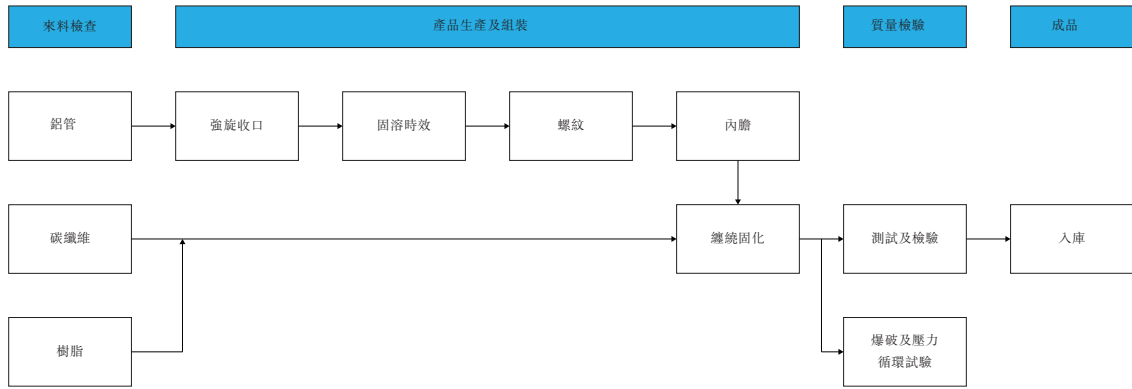 來料檢查
產品生產及組裝
質量檢驗
成品
鋁管
強旋收口
固溶時效
螺紋
內膽
碳纖維
纏繞固化
測試及檢驗
入庫
樹脂
爆破及壓力
循環試驗